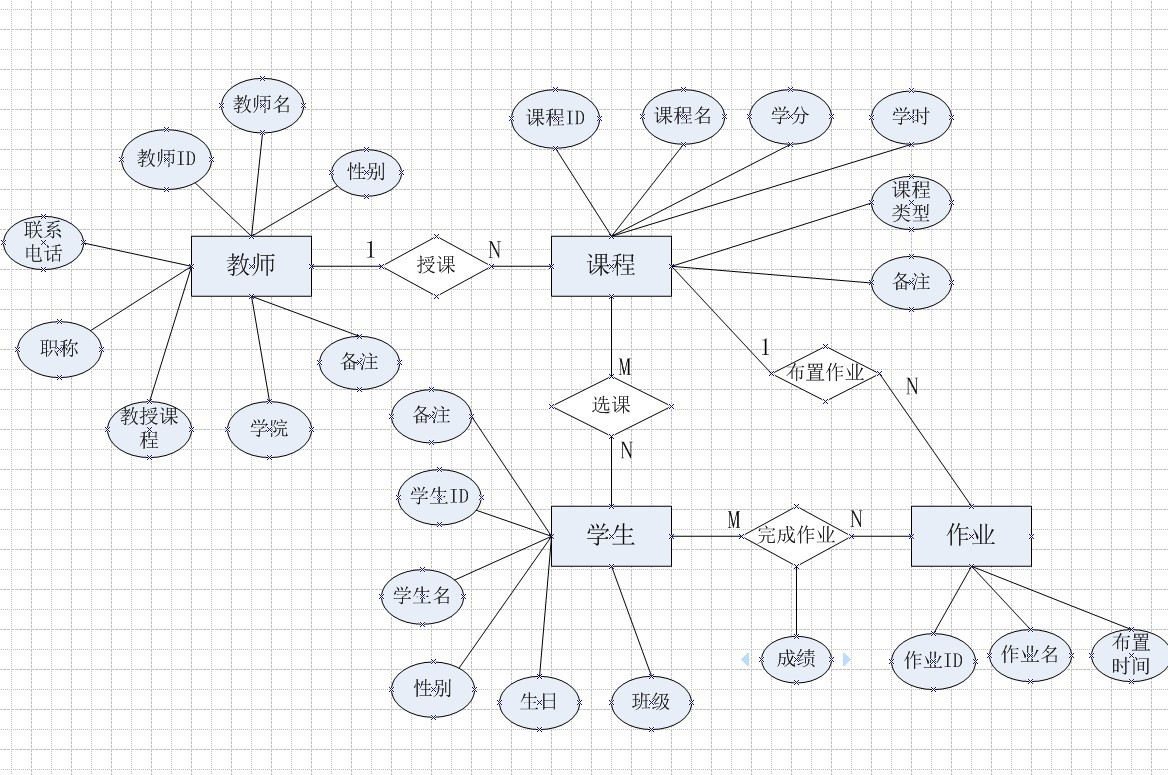 教师名
课程ID
课程名
学分
学时
教师ID
性别
课程
类型
联系
电话
教师
1
授课
N
课程
备注
职称
备注
1
布置作业
M
N
选课
教授课
程
学院
备注
N
学生ID
学生
M
完成作业
N
作业
学生名
成绩
作业ID
作业名
布置
时间
性别
生日
班级